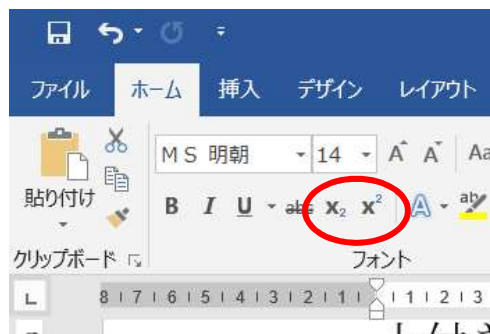 ファイル ホーム 挿入 デザイン レイアウト
MS 明朝 14 A A Aa
貼り付け B I U abc X₂ X² A ab
クリップボード フォント
L 8 7 6 5 4 3 2 1 1 2 3